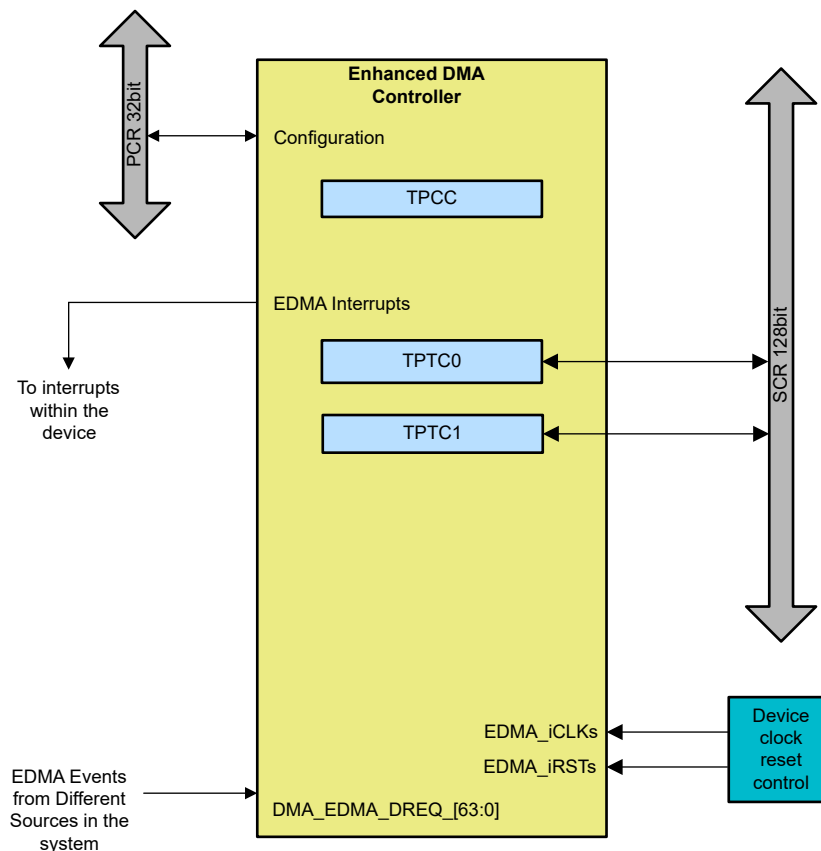 Enhanced DMA
Controller
PCR 32bit
Configuration
TPCC
EDMA Interrupts
To interrupts
within the
device
TPTC0
TPTC1
SCR 128bit
EDMA_iCLKs
EDMA_iRSTs
Device
clock
reset
control
EDMA Events
from Different
Sources in the
system
DMA_EDMA_DREQ_[63:0]